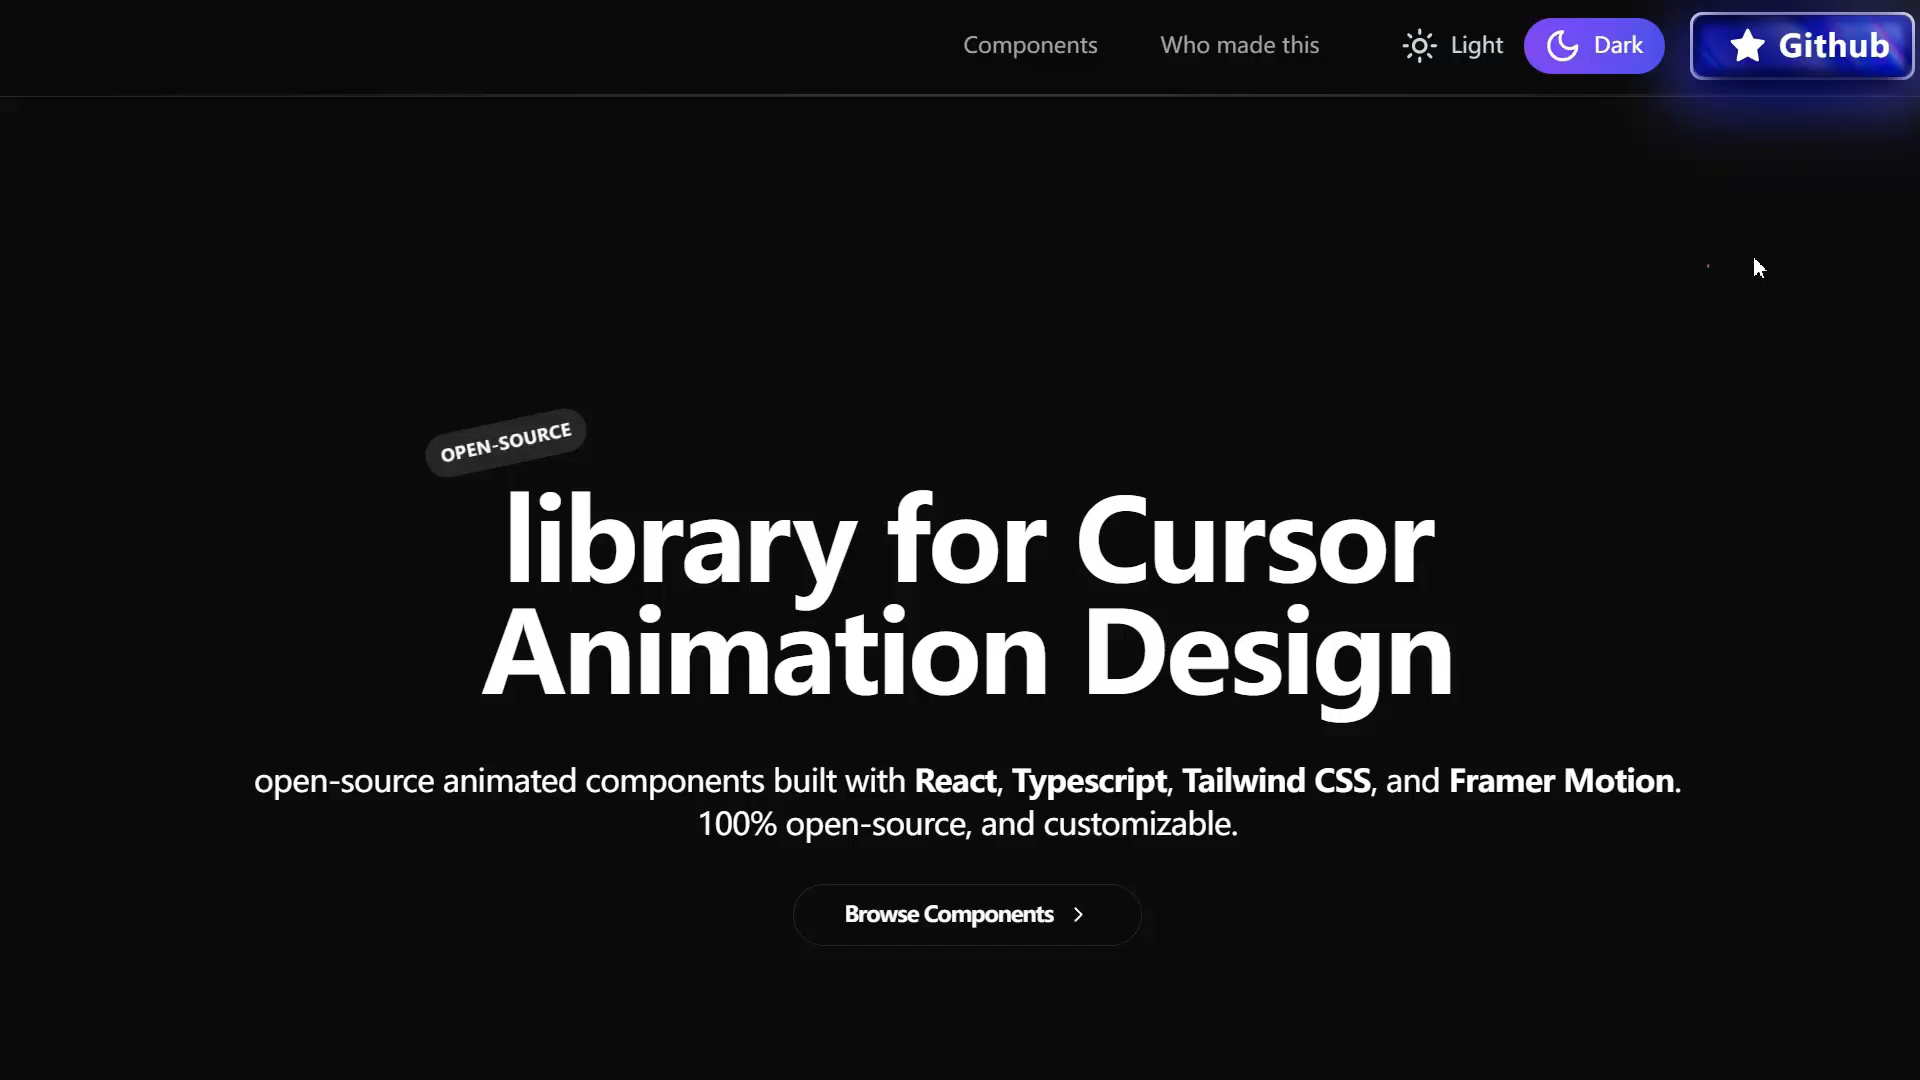 Components Who made this Light Dark Github
OPEN-SOURCE
library for Cursor
Animation Design
open-source animated components built with React, Typescript, Tailwind CSS, and Framer Motion.
100% open-source, and customizable.
Browse Components